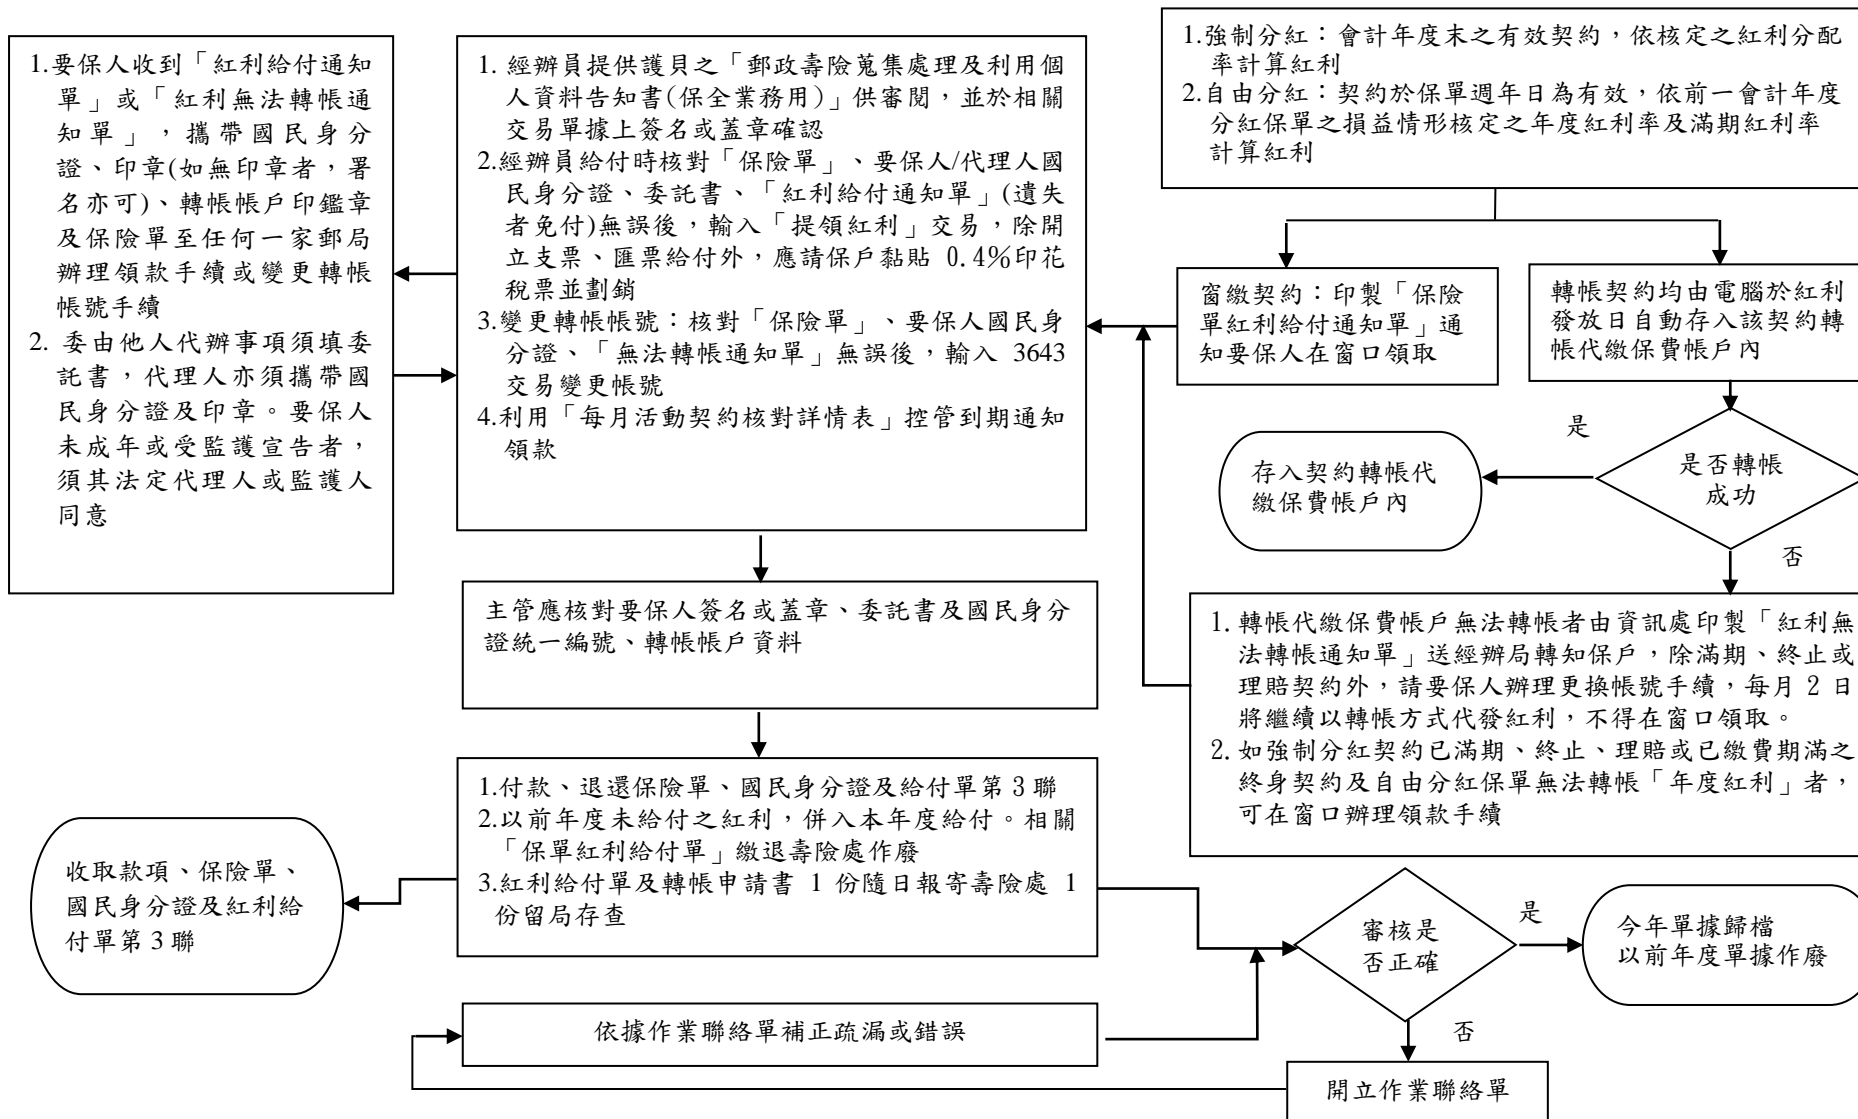 1.要保人收到「紅利給付通知
單」或「紅利無法轉帳通
知單」，攜帶國民身分
證、印章(如無印章者，署
名亦可)、轉帳帳戶印鑑章
及保險單至任何一家郵局
辦理領款手續或變更轉帳
帳號手續
2. 委由他人代辦事項須填委
託書，代理人亦須攜帶國
民身分證及印章。要保人
未成年或受監護宣告者，
須其法定代理人或監護人
同意
1. 經辦員提供護貝之「郵政壽險蒐集處理及利用個
人資料告知書(保全業務用)」供審閱，並於相關
交易單據上簽名或蓋章確認
2.經辦員給付時核對「保險單」、要保人/代理人國
民身分證、委託書、「紅利給付通知單」(遺失
者免付)無誤後，輸入「提領紅利」交易，除開
立支票、匯票給付外，應請保戶黏貼 0.4%印花
稅票並劃銷
3.變更轉帳帳號：核對「保險單」、要保人國民身
分證、「無法轉帳通知單」無誤後，輸入 3643
交易變更帳號
4.利用「每月活動契約核對詳情表」控管到期通知
領款
1.強制分紅：會計年度末之有效契約，依核定之紅利分配
率計算紅利
2.自由分紅：契約於保單週年日為有效，依前一會計年度
分紅保單之損益情形核定之年度紅利率及滿期紅利率
計算紅利
窗繳契約：印製「保險
單紅利給付通知單」通
知要保人在窗口領取
轉帳契約均由電腦於紅利
發放日自動存入該契約轉
帳代繳保費帳戶內
是
是否轉帳
成功
存入契約轉帳代
繳保費帳戶內
否
主管應核對要保人簽名或蓋章、委託書及國民身分
證統一編號、轉帳帳戶資料
1. 轉帳代繳保費帳戶無法轉帳者由資訊處印製「紅利無
法轉帳通知單」送經辦局轉知保戶，除滿期、終止或
理賠契約外，請要保人辦理更換帳號手續，每月 2 日
將繼續以轉帳方式代發紅利，不得在窗口領取。
2. 如強制分紅契約已滿期、終止、理賠或已繳費期滿之
終身契約及自由分紅保單無法轉帳「年度紅利」者，
可在窗口辦理領款手續
1.付款、退還保險單、國民身分證及給付單第 3 聯
2.以前年度未給付之紅利，併入本年度給付。相關
「保單紅利給付單」繳退壽險處作廢
3.紅利給付單及轉帳申請書 1 份隨日報寄壽險處 1
份留局存查
收取款項、保險單、
國民身分證及紅利給
付單第 3 聯
審核是
否正確
是
今年單據歸檔
以前年度單據作廢
依據作業聯絡單補正疏漏或錯誤
否
開立作業聯絡單